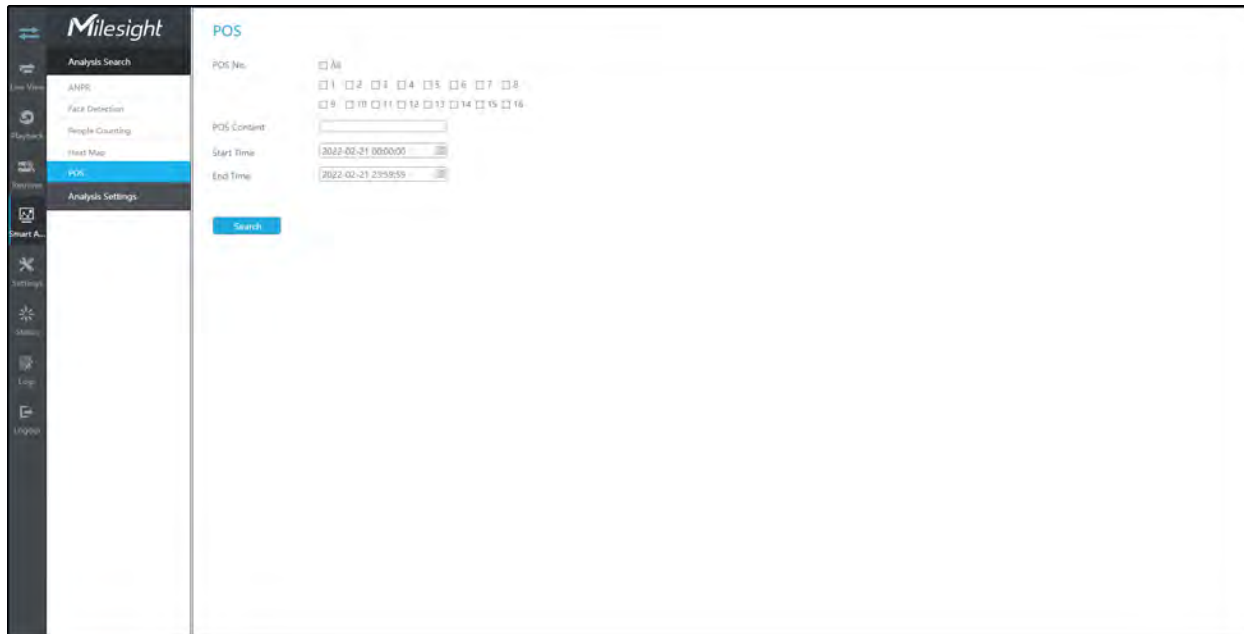 Milesight
Analysis Search
ANPR
Face Detection
People Counting
Heat Map
POS
Analysis Settings
Live View
Playback
Retrieve
Smart A...
Settings
Status
Logs
Logout
POS
POS No.
All
1 2 3 4 5 6 7 8
9 10 11 12 13 14 15 16
POS Content
Start Time 2022-02-21 00:00:00
End Time 2022-02-21 23:59:59
Search